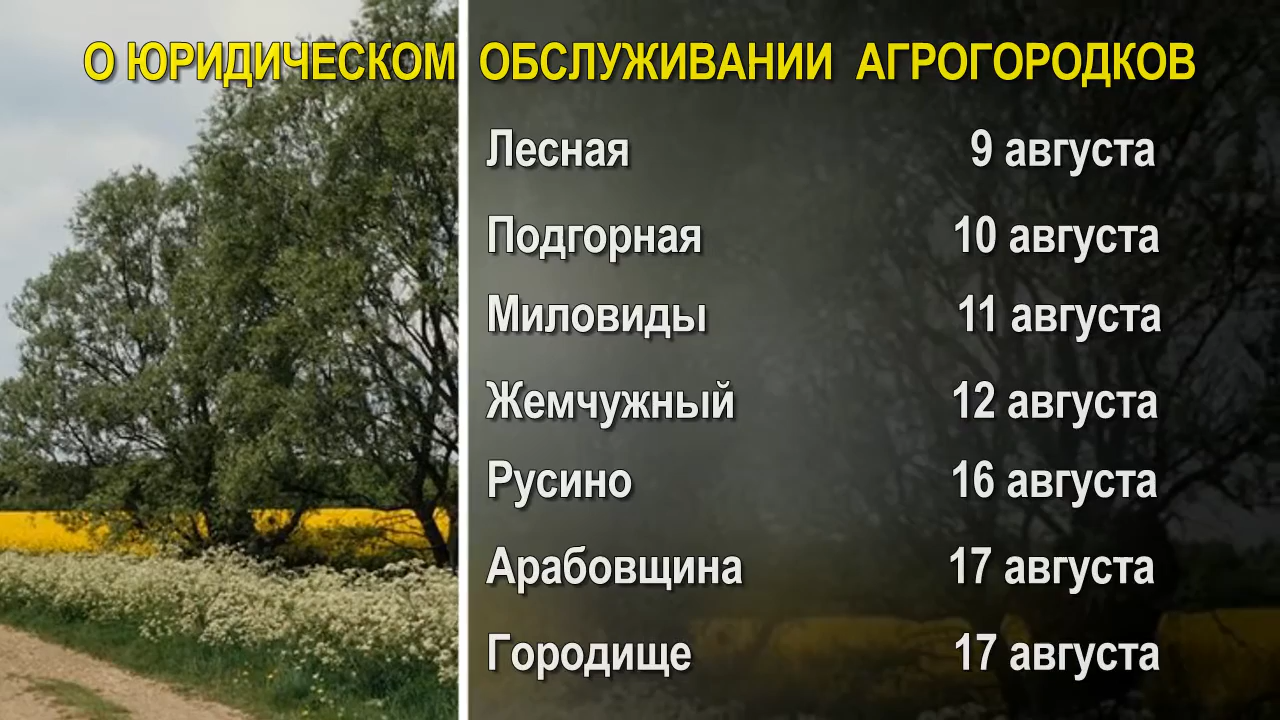 О ЮРИДИЧЕСКОМ ОБСЛУЖИВАНИИ АГРОГОРОДКОВ
Лесная 9 августа
Подгорная 10 августа
Миловиды 11 августа
Жемчужный 12 августа
Русино 16 августа
Арабовщина 17 августа
Городище 17 августа